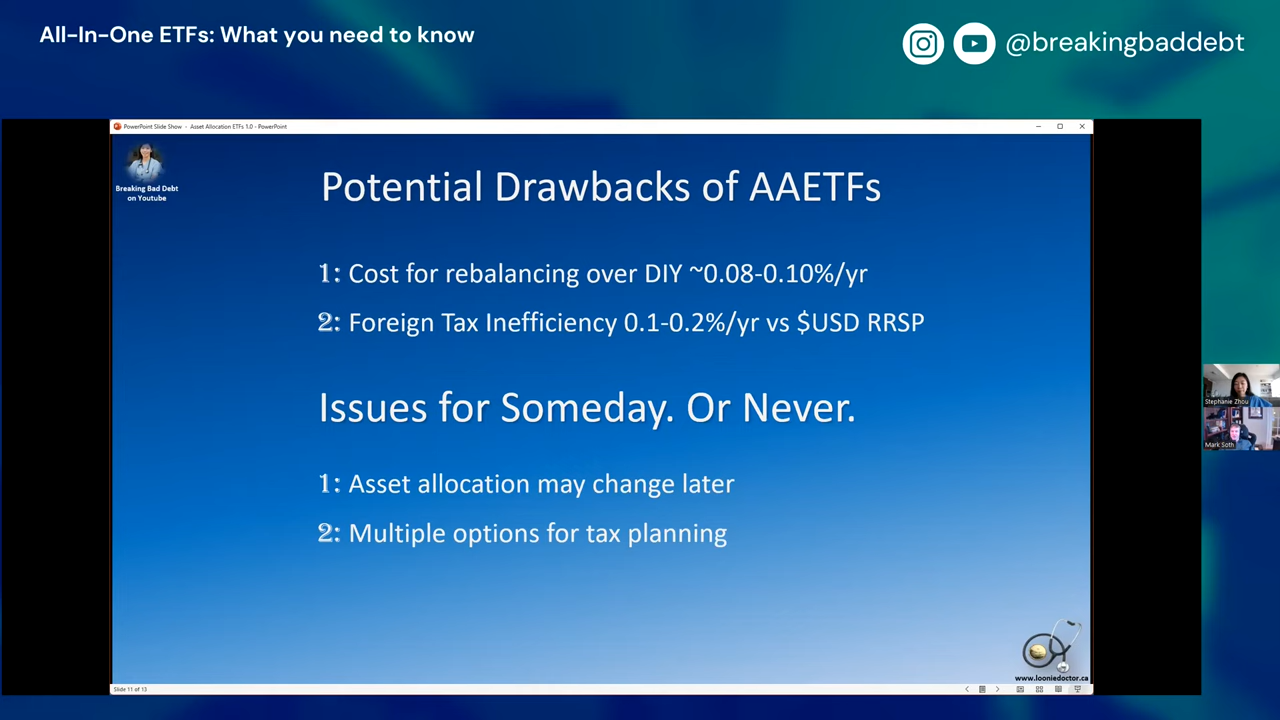 All-In-One ETFs: What you need to know
@breakingbaddebt
PowerPoint Slide Show - Asset Allocation ETFs 1.0 - PowerPoint
Breaking Bad Debt
on Youtube
Potential Drawbacks of AAETFs
1: Cost for rebalancing over DIY ~0.08-0.10%/yr
2: Foreign Tax Inefficiency 0.1-0.2%/yr vs $USD RRSP
Issues for Someday. Or Never.
1: Asset allocation may change later
2: Multiple options for tax planning
Stephanie Zhou
Mark Soth
www.looniedoctor.ca
Slide 11 of 13